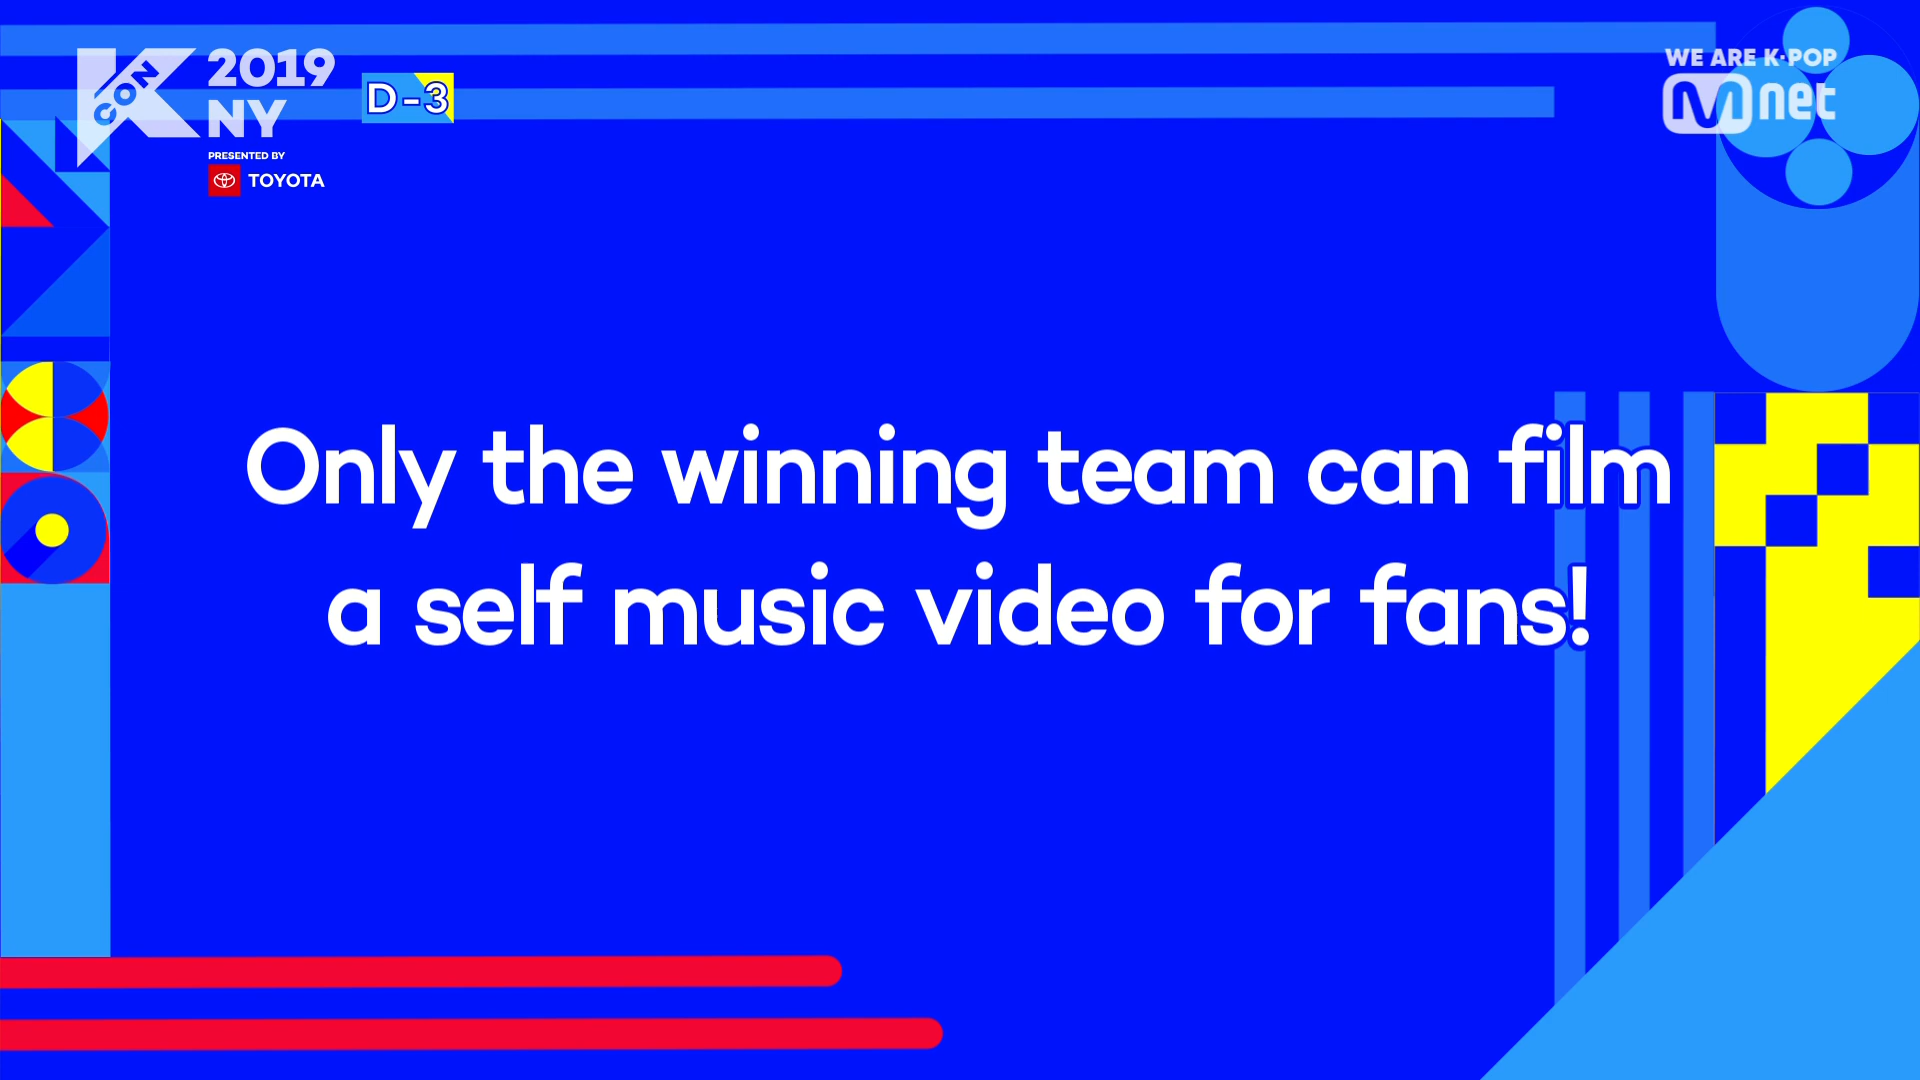 KCON
2019
NY
PRESENTED BY
TOYOTA
D-3
WE ARE K-POP
Mnet
Only the winning team can film
a self music video for fans!